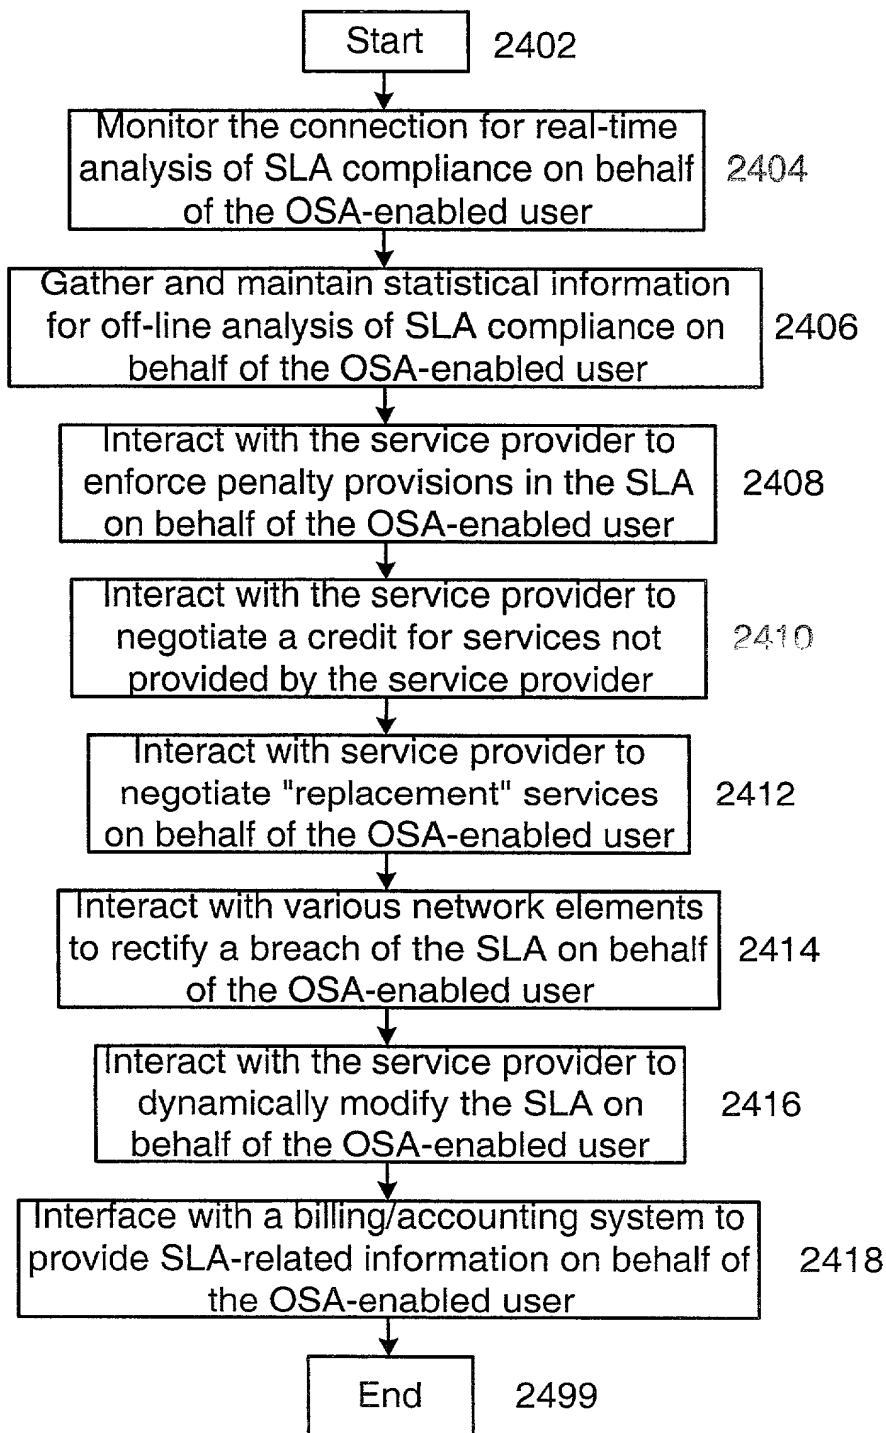 Start 2402
Monitor the connection for real-time
analysis of SLA compliance on behalf 2404
of the OSA-enabled user
Gather and maintain statistical information
for off-line analysis of SLA compliance on 2406
behalf of the OSA-enabled user
Interact with the service provider to
enforce penalty provisions in the SLA 2408
on behalf of the OSA-enabled user
Interact with the service provider to
negotiate a credit for services not 2410
provided by the service provider
Interact with service provider to
negotiate "replacement" services 2412
on behalf of the OSA-enabled user
Interact with various network elements
to rectify a breach of the SLA on behalf 2414
of the OSA-enabled user
Interact with the service provider to
dynamically modify the SLA on 2416
behalf of the OSA-enabled user
Interface with a billing/accounting system to
provide SLA-related information on behalf of 2418
the OSA-enabled user
End 2499